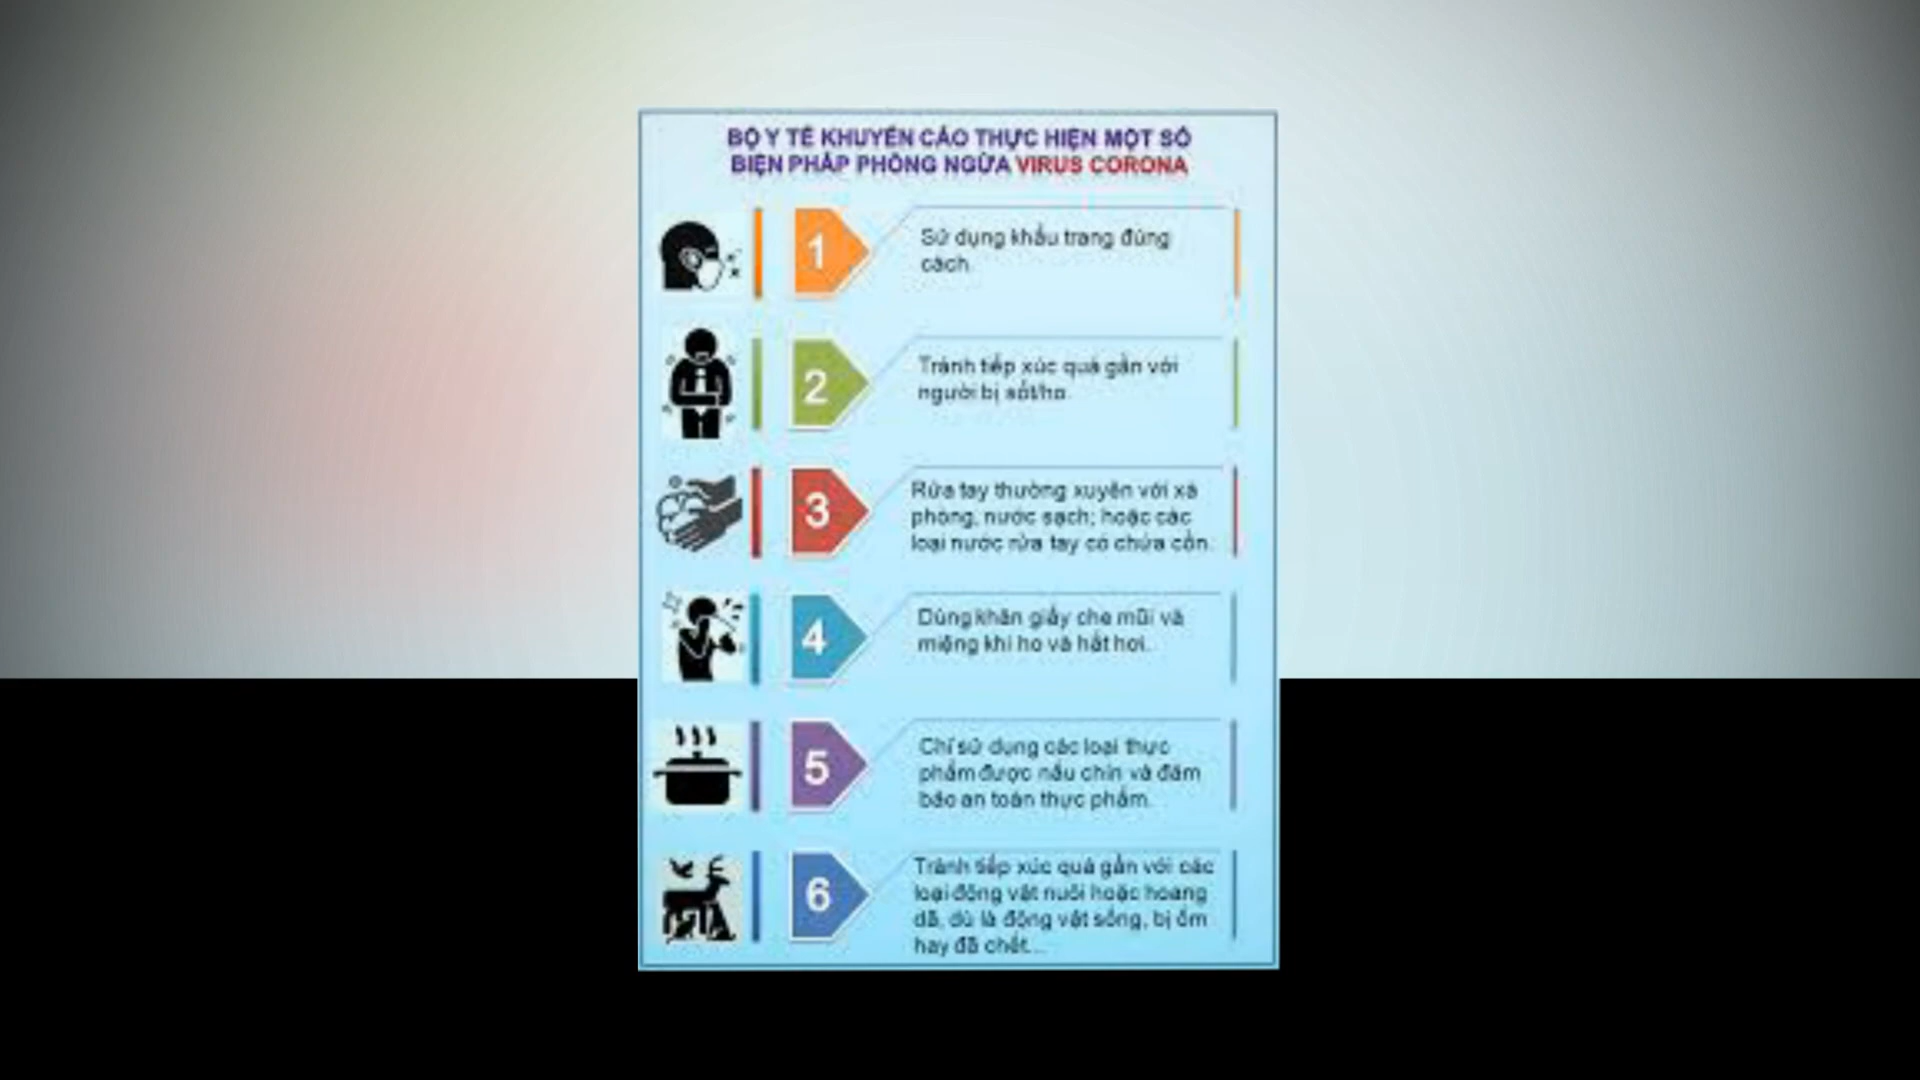 BỘ Y TẾ KHUYẾN CÁO THỰC HIỆN MỘT SỐ
BIỆN PHÁP PHÒNG NGỪA VIRUS CORONA
1
Sử dụng khẩu trang đúng
cách.
2
Tránh tiếp xúc quá gần với
người bị sốt/ho.
3
Rửa tay thường xuyên với xà
phòng, nước sạch; hoặc các
loại nước rửa tay có chứa cồn.
4
Dùng khăn giấy che mũi và
miệng khi ho và hắt hơi.
5
Chỉ sử dụng các loại thực
phẩm được nấu chín và đảm
bảo an toàn thực phẩm.
6
Tránh tiếp xúc quá gần với các
loại động vật nuôi hoặc hoang
dã, dù là động vật sống, bị ốm
hay đã chết...